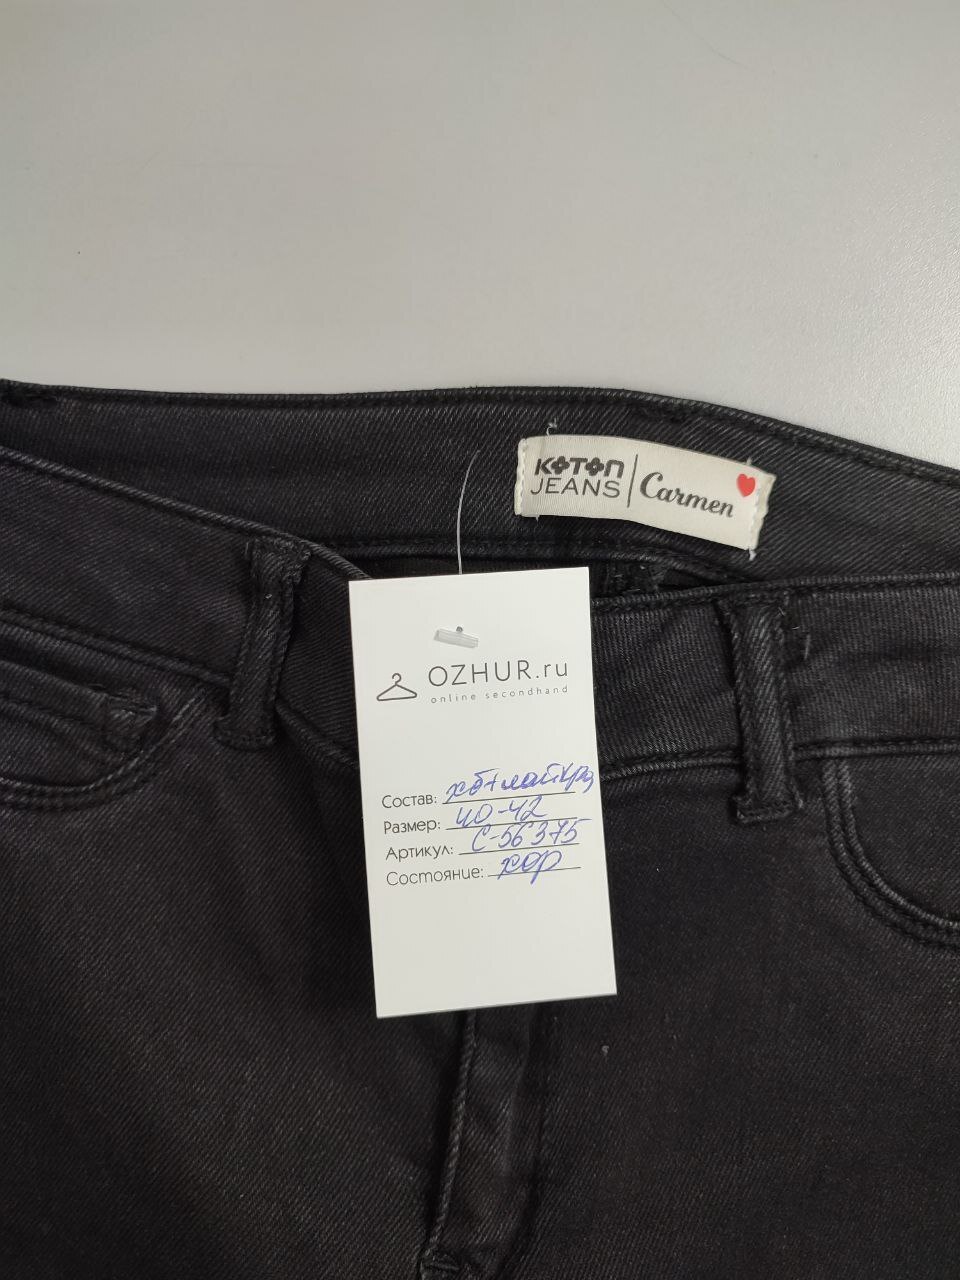 KOTON
JEANS
Carmen
OZHUR.ru
online secondhand
Состав: хб+лайкра
Размер: 40-42
Артикул: С-56375
Состояние: хор